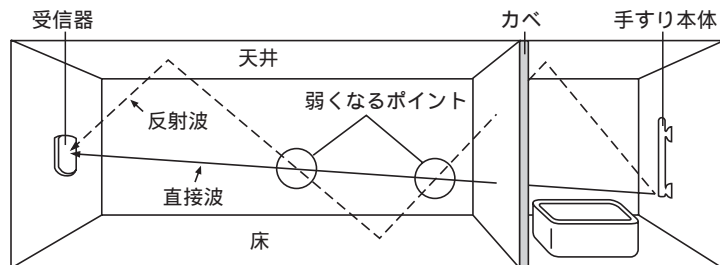 受信器
カベ
手すり本体
天井
弱くなるポイント
反射波
直接波
床